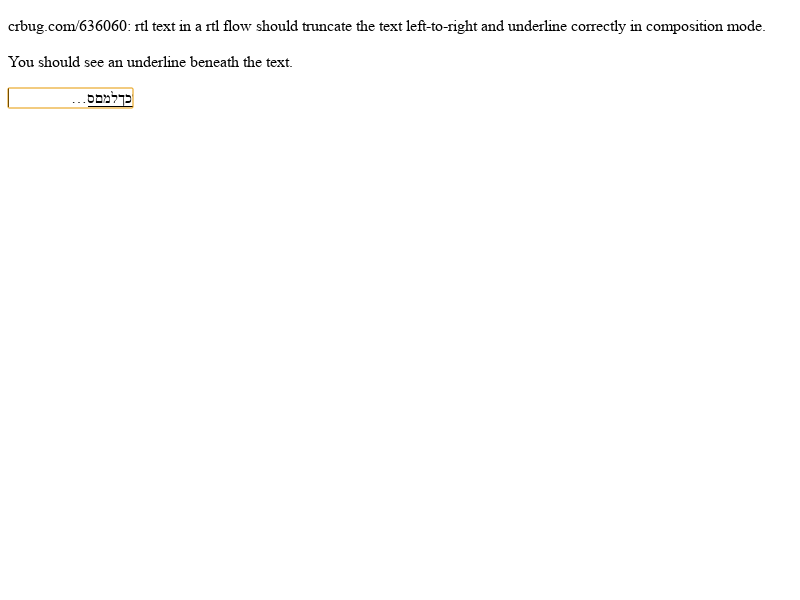 crbug.com/636060: rtl text in a rtl flow should truncate the text left-to-right and underline correctly in composition mode.
You should see an underline beneath the text.
כךלמםס...